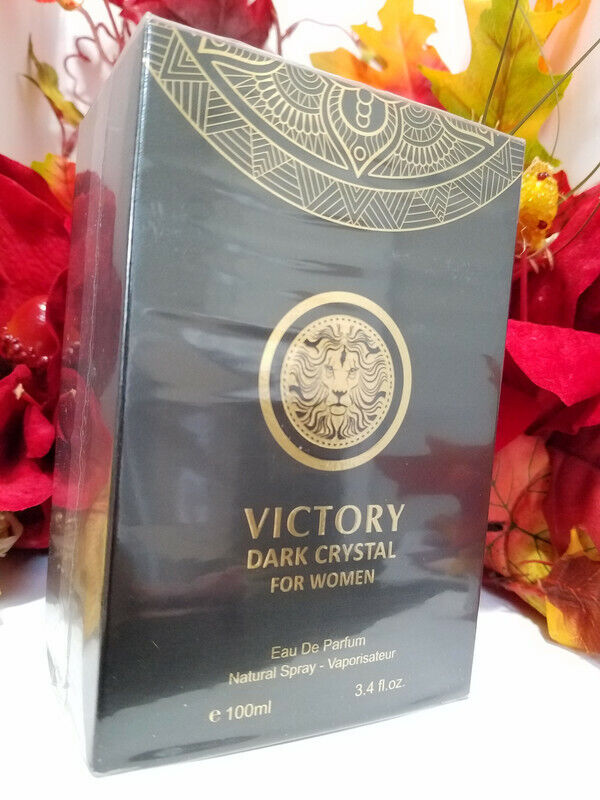 VICTORY
DARK CRYSTAL
FOR WOMEN
Eau De Parfum
Natural Spray - Vaporisateur
℮ 100ml 3.4 fl.oz.